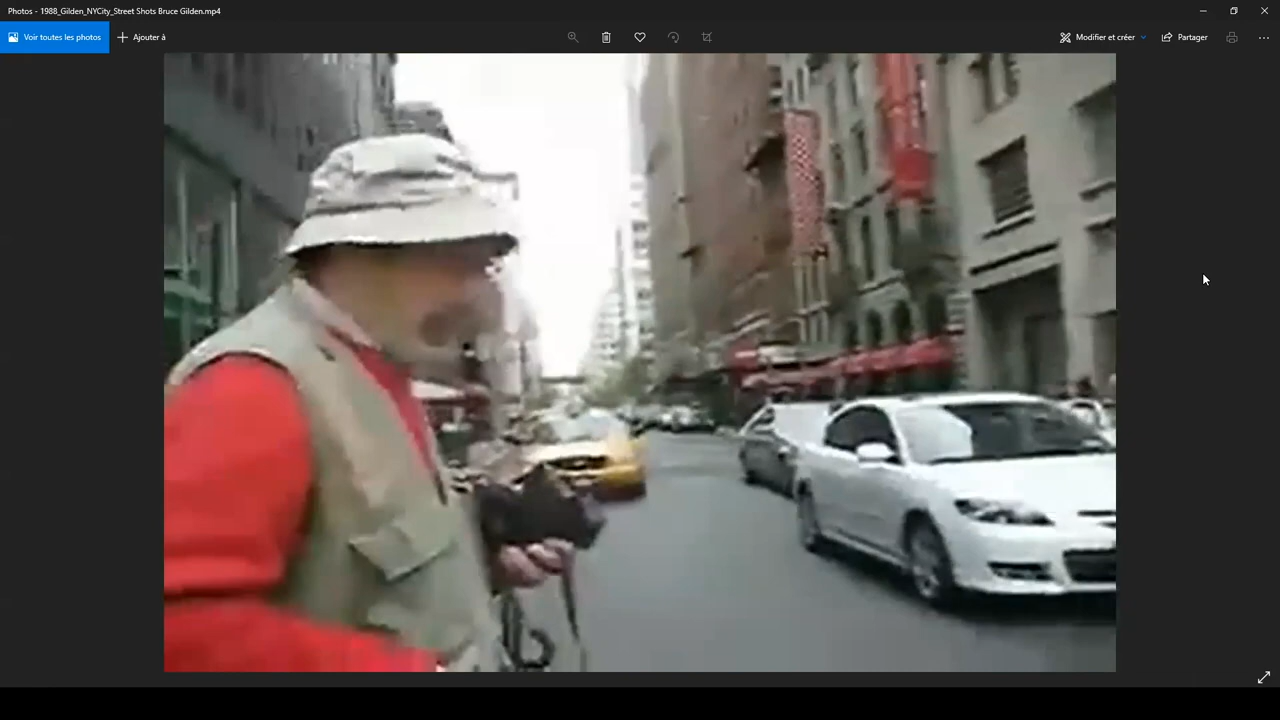 Photos - 1988_Gilden_NYCity_Street Shots Bruce Gilden.mp4
Voir toutes les photos
Ajouter à
Modifier et créer
Partager